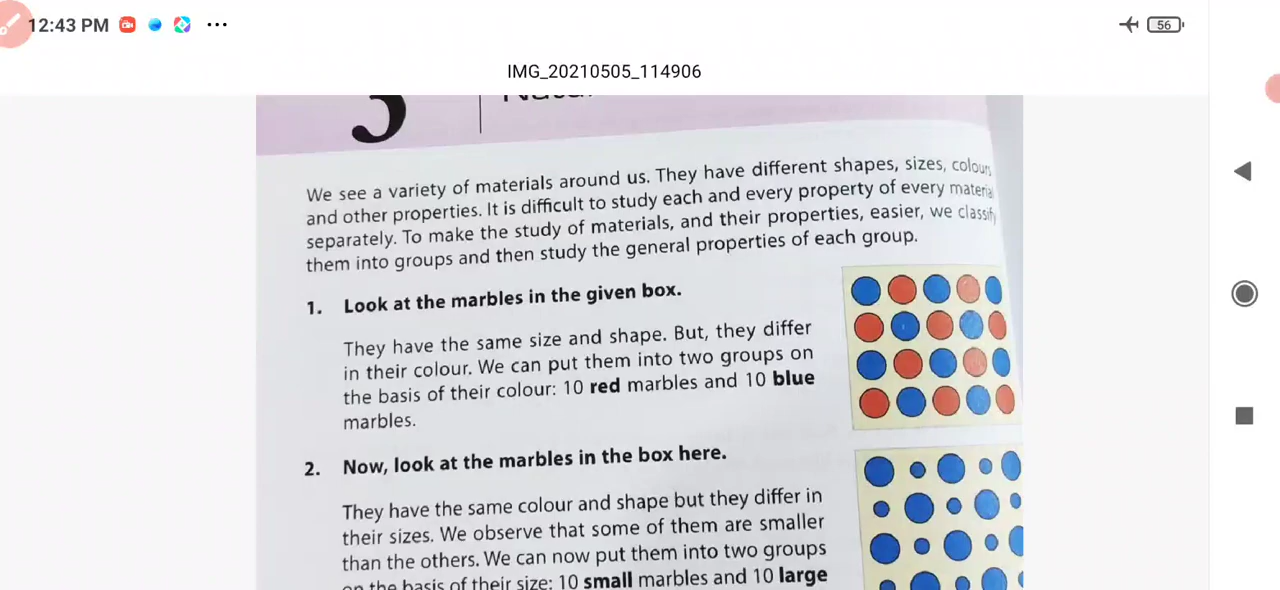 12:43 PM
56
IMG_20210505_114906
3
We see a variety of materials around us. They have different shapes, sizes, colours
and other properties. It is difficult to study each and every property of every material
separately. To make the study of materials, and their properties, easier, we classify
them into groups and then study the general properties of each group.
1. Look at the marbles in the given box.
They have the same size and shape. But, they differ
in their colour. We can put them into two groups on
the basis of their colour: 10 red marbles and 10 blue
marbles.
2. Now, look at the marbles in the box here.
They have the same colour and shape but they differ in
their sizes. We observe that some of them are smaller
than the others. We can now put them into two groups
on the basis of their size: 10 small marbles and 10 large